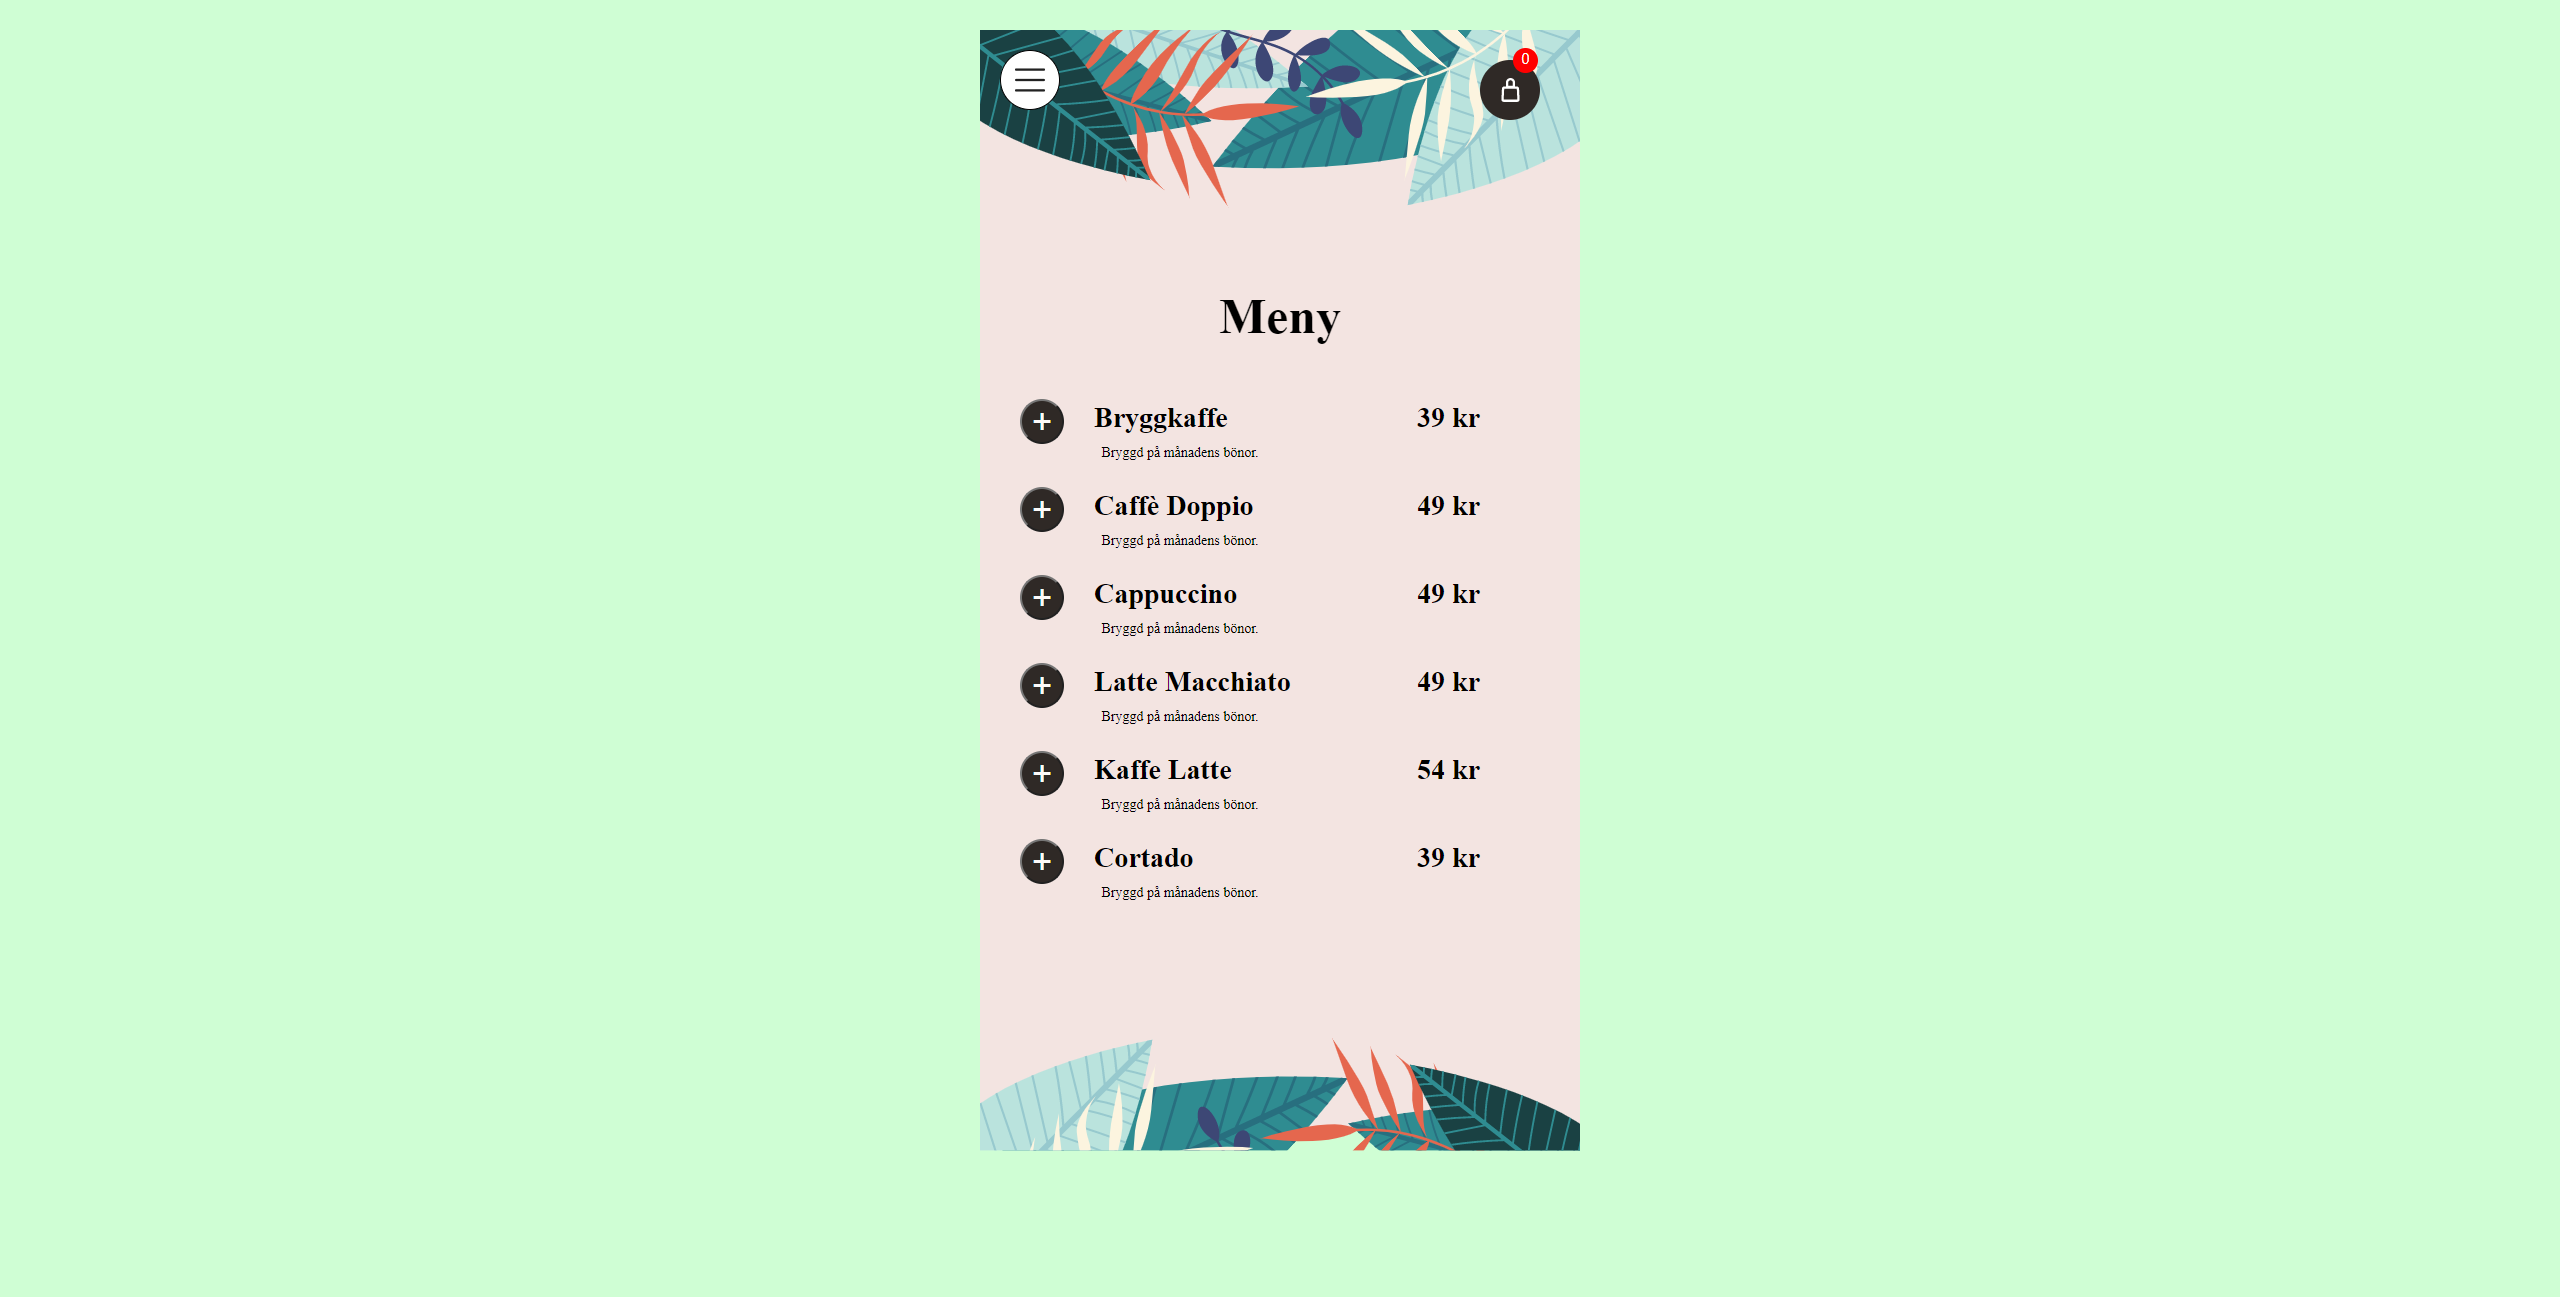 0
Meny
Bryggkaffe 39 kr
Bryggd på månadens bönor.
Caffè Doppio 49 kr
Bryggd på månadens bönor.
Cappuccino 49 kr
Bryggd på månadens bönor.
Latte Macchiato 49 kr
Bryggd på månadens bönor.
Kaffe Latte 54 kr
Bryggd på månadens bönor.
Cortado 39 kr
Bryggd på månadens bönor.